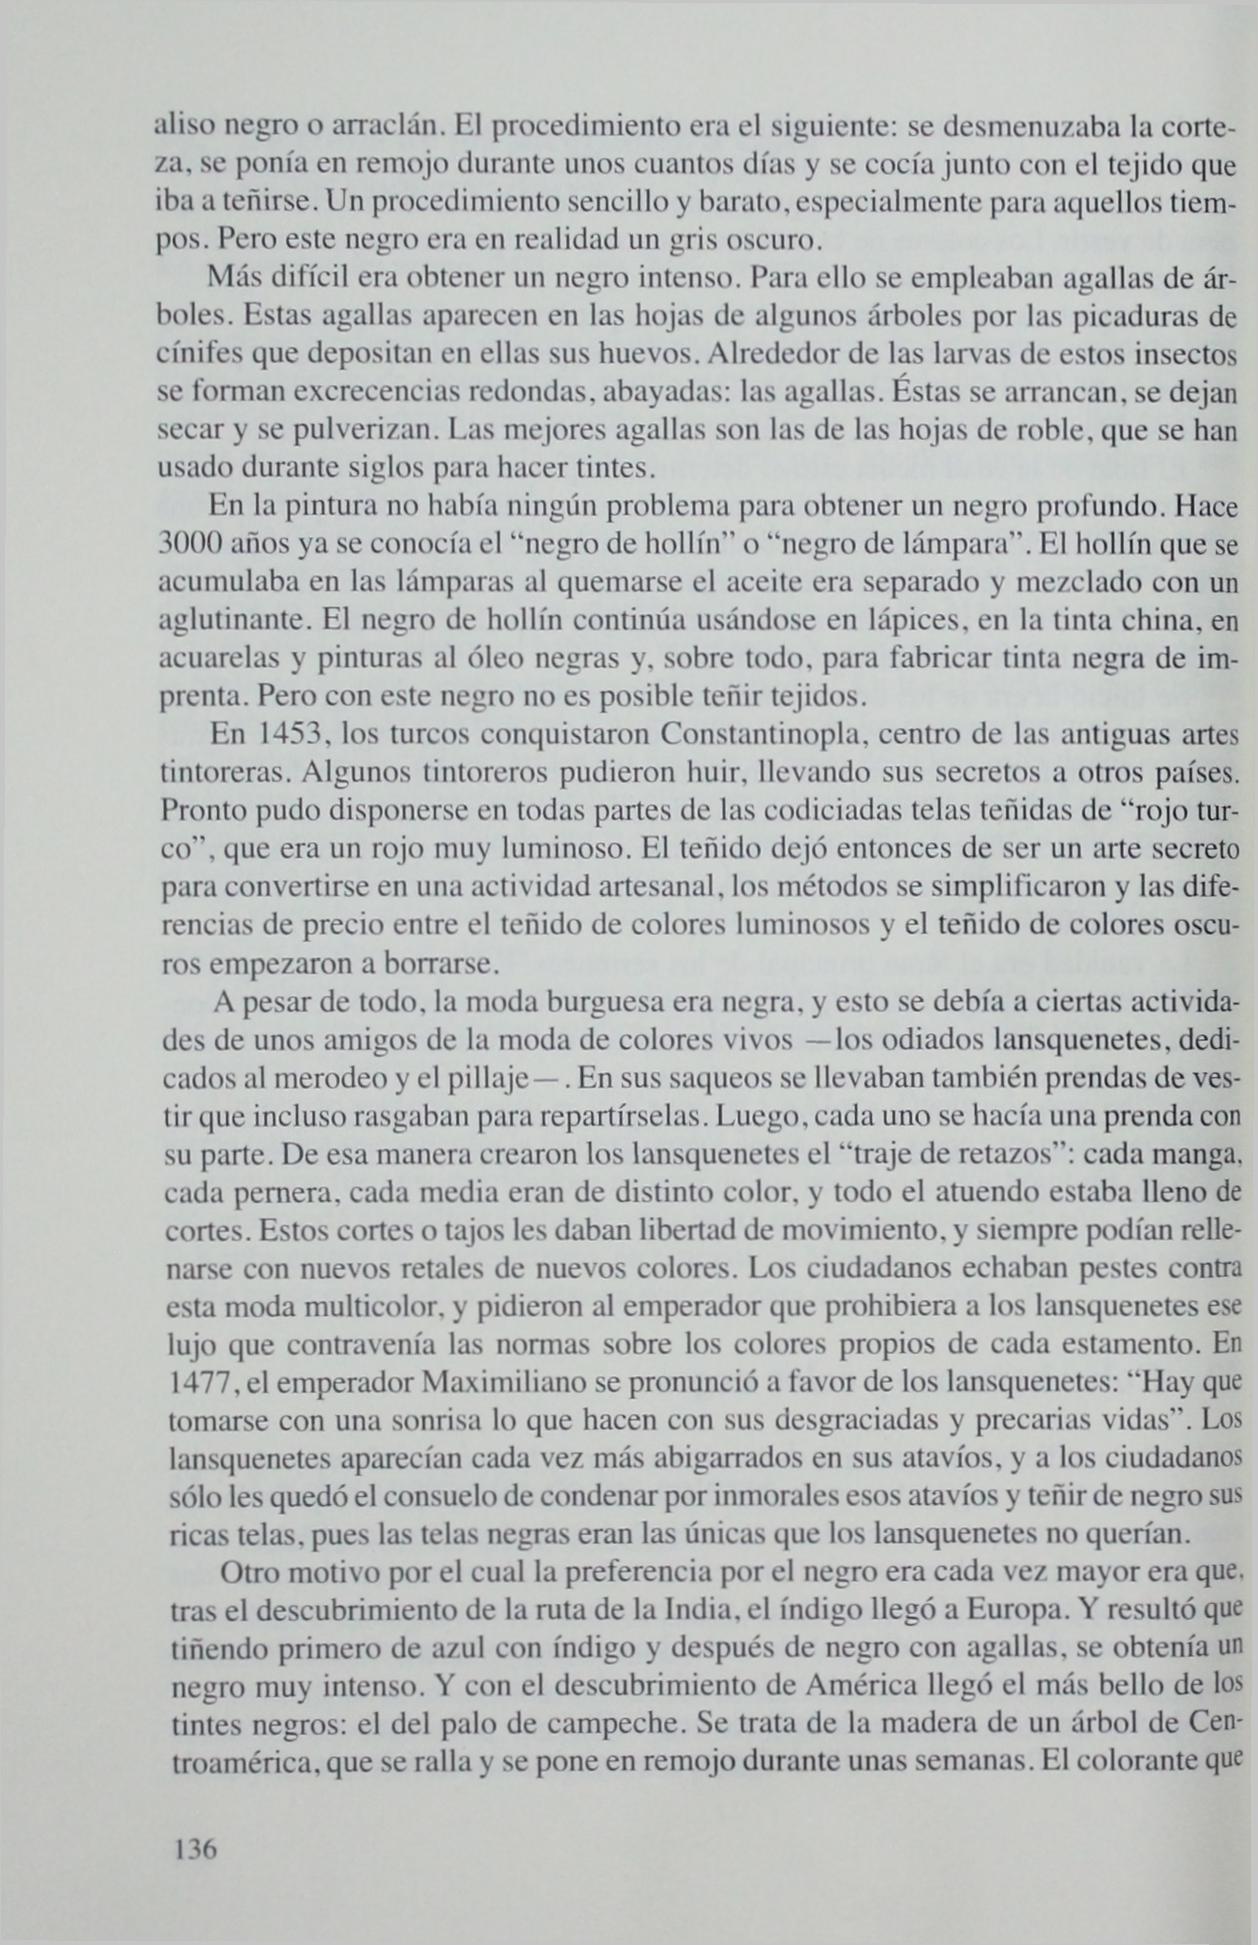 aliso negro o arraclán. El procedimiento era el siguiente: se desmenuzaba la corte-
za, se ponía en remojo durante unos cuantos días y se cocía junto con el tejido que
iba a teñirse. Un procedimiento sencillo y barato, especialmente para aquellos tiem-
pos. Pero este negro era en realidad un gris oscuro.
Más difícil era obtener un negro intenso. Para ello se empleaban agallas de ár-
boles. Estas agallas aparecen en las hojas de algunos árboles por las picaduras de
cínifes que depositan en ellas sus huevos. Alrededor de las larvas de estos insectos
se forman excrecencias redondas, abayadas: las agallas. Éstas se arrancan, se dejan
secar y se pulverizan. Las mejores agallas son las de las hojas de roble, que se han
usado durante siglos para hacer tintes.
En la pintura no había ningún problema para obtener un negro profundo. Hace
3000 años ya se conocía el “negro de hollín” o “negro de lámpara”. El hollín que se
acumulaba en las lámparas al quemarse el aceite era separado y mezclado con un
aglutinante. El negro de hollín continúa usándose en lápices, en la tinta china, en
acuarelas y pinturas al óleo negras y, sobre todo, para fabricar tinta negra de im-
prenta. Pero con este negro no es posible teñir tejidos.
En 1453, los turcos conquistaron Constantinopla, centro de las antiguas artes
tintoreras. Algunos tintoreros pudieron huir, llevando sus secretos a otros países.
Pronto pudo disponerse en todas partes de las codiciadas telas teñidas de “rojo tur-
co”, que era un rojo muy luminoso. El teñido dejó entonces de ser un arte secreto
para convertirse en una actividad artesanal, los métodos se simplificaron y las dife-
rencias de precio entre el teñido de colores luminosos y el teñido de colores oscu-
ros empezaron a borrarse.
A pesar de todo, la moda burguesa era negra, y esto se debía a ciertas activida-
des de unos amigos de la moda de colores vivos —los odiados lansquenetes, dedi-
cados al merodeo y el pillaje—. En sus saqueos se llevaban también prendas de ves-
tir que incluso rasgaban para repartírselas. Luego, cada uno se hacía una prenda con
su parte. De esa manera crearon los lansquenetes el “traje de retazos”: cada manga,
cada pernera, cada media eran de distinto color, y todo el atuendo estaba lleno de
cortes. Estos cortes o tajos les daban libertad de movimiento, y siempre podían relle-
narse con nuevos retales de nuevos colores. Los ciudadanos echaban pestes contra
esta moda multicolor, y pidieron al emperador que prohibiera a los lansquenetes ese
lujo que contravenía las normas sobre los colores propios de cada estamento. En
1477, el emperador Maximiliano se pronunció a favor de los lansquenetes: “Hay que
tomarse con una sonrisa lo que hacen con sus desgraciadas y precarias vidas”. Los
lansquenetes aparecían cada vez más abigarrados en sus atavíos, y a los ciudadanos
sólo les quedó el consuelo de condenar por inmorales esos atavíos y teñir de negro sus
ricas telas, pues las telas negras eran las únicas que los lansquenetes no querían.
Otro motivo por el cual la preferencia por el negro era cada vez mayor era que,
tras el descubrimiento de la ruta de la India, el índigo llegó a Europa. Y resultó que
tiñendo primero de azul con índigo y después de negro con agallas, se obtenía un
negro muy intenso. Y con el descubrimiento de América llegó el más bello de los
tintes negros: el del palo de campeche. Se trata de la madera de un árbol de Cen-
troamérica, que se ralla y se pone en remojo durante unas semanas. El colorante que
136